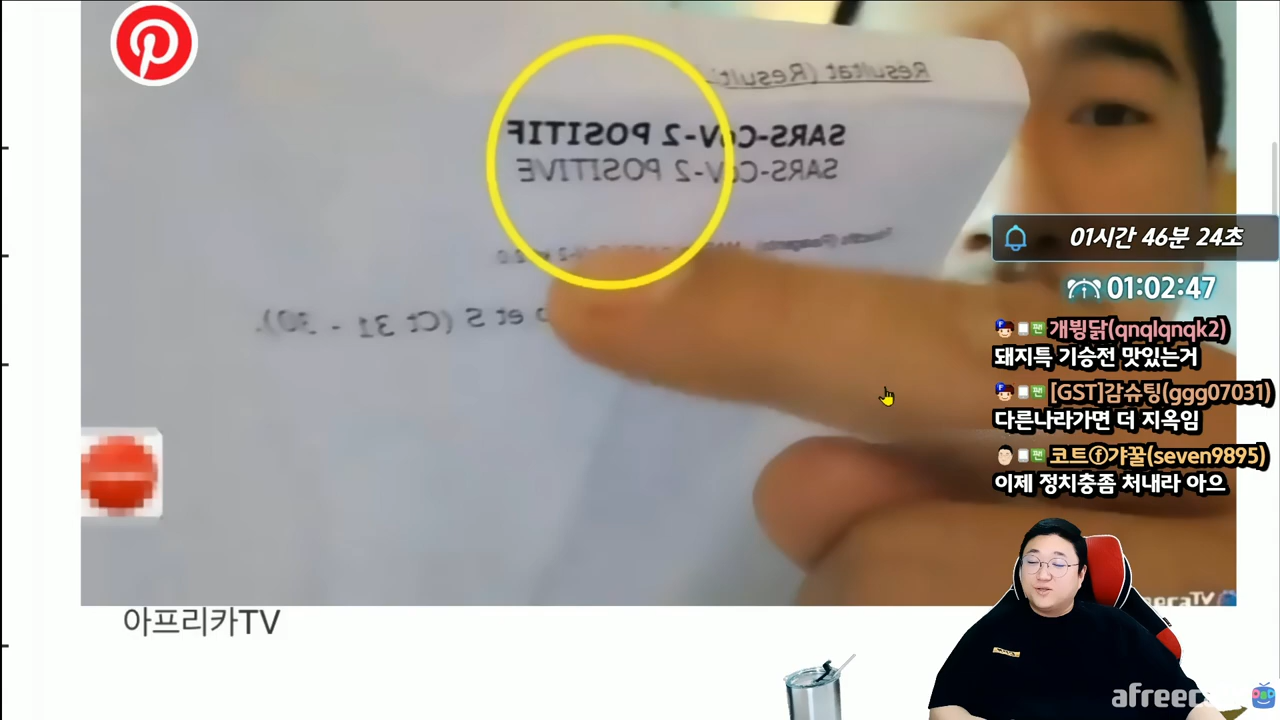 Résultat (Result)
SARS-CoV-2 POSITIF
SARS-CoV-2 POSITIVE
et S (Ct 31 - 30).
01시간 46분 24초
01:02:47
개뷩닭(qnqlqnqk2)
돼지특 기승전 맛있는거
[GST]감슈팅(ggg07031)
다른나라가면 더 지옥임
코트ⓕ갸꿀(seven9895)
이제 정치충좀 처내라 아으
아프리카TV